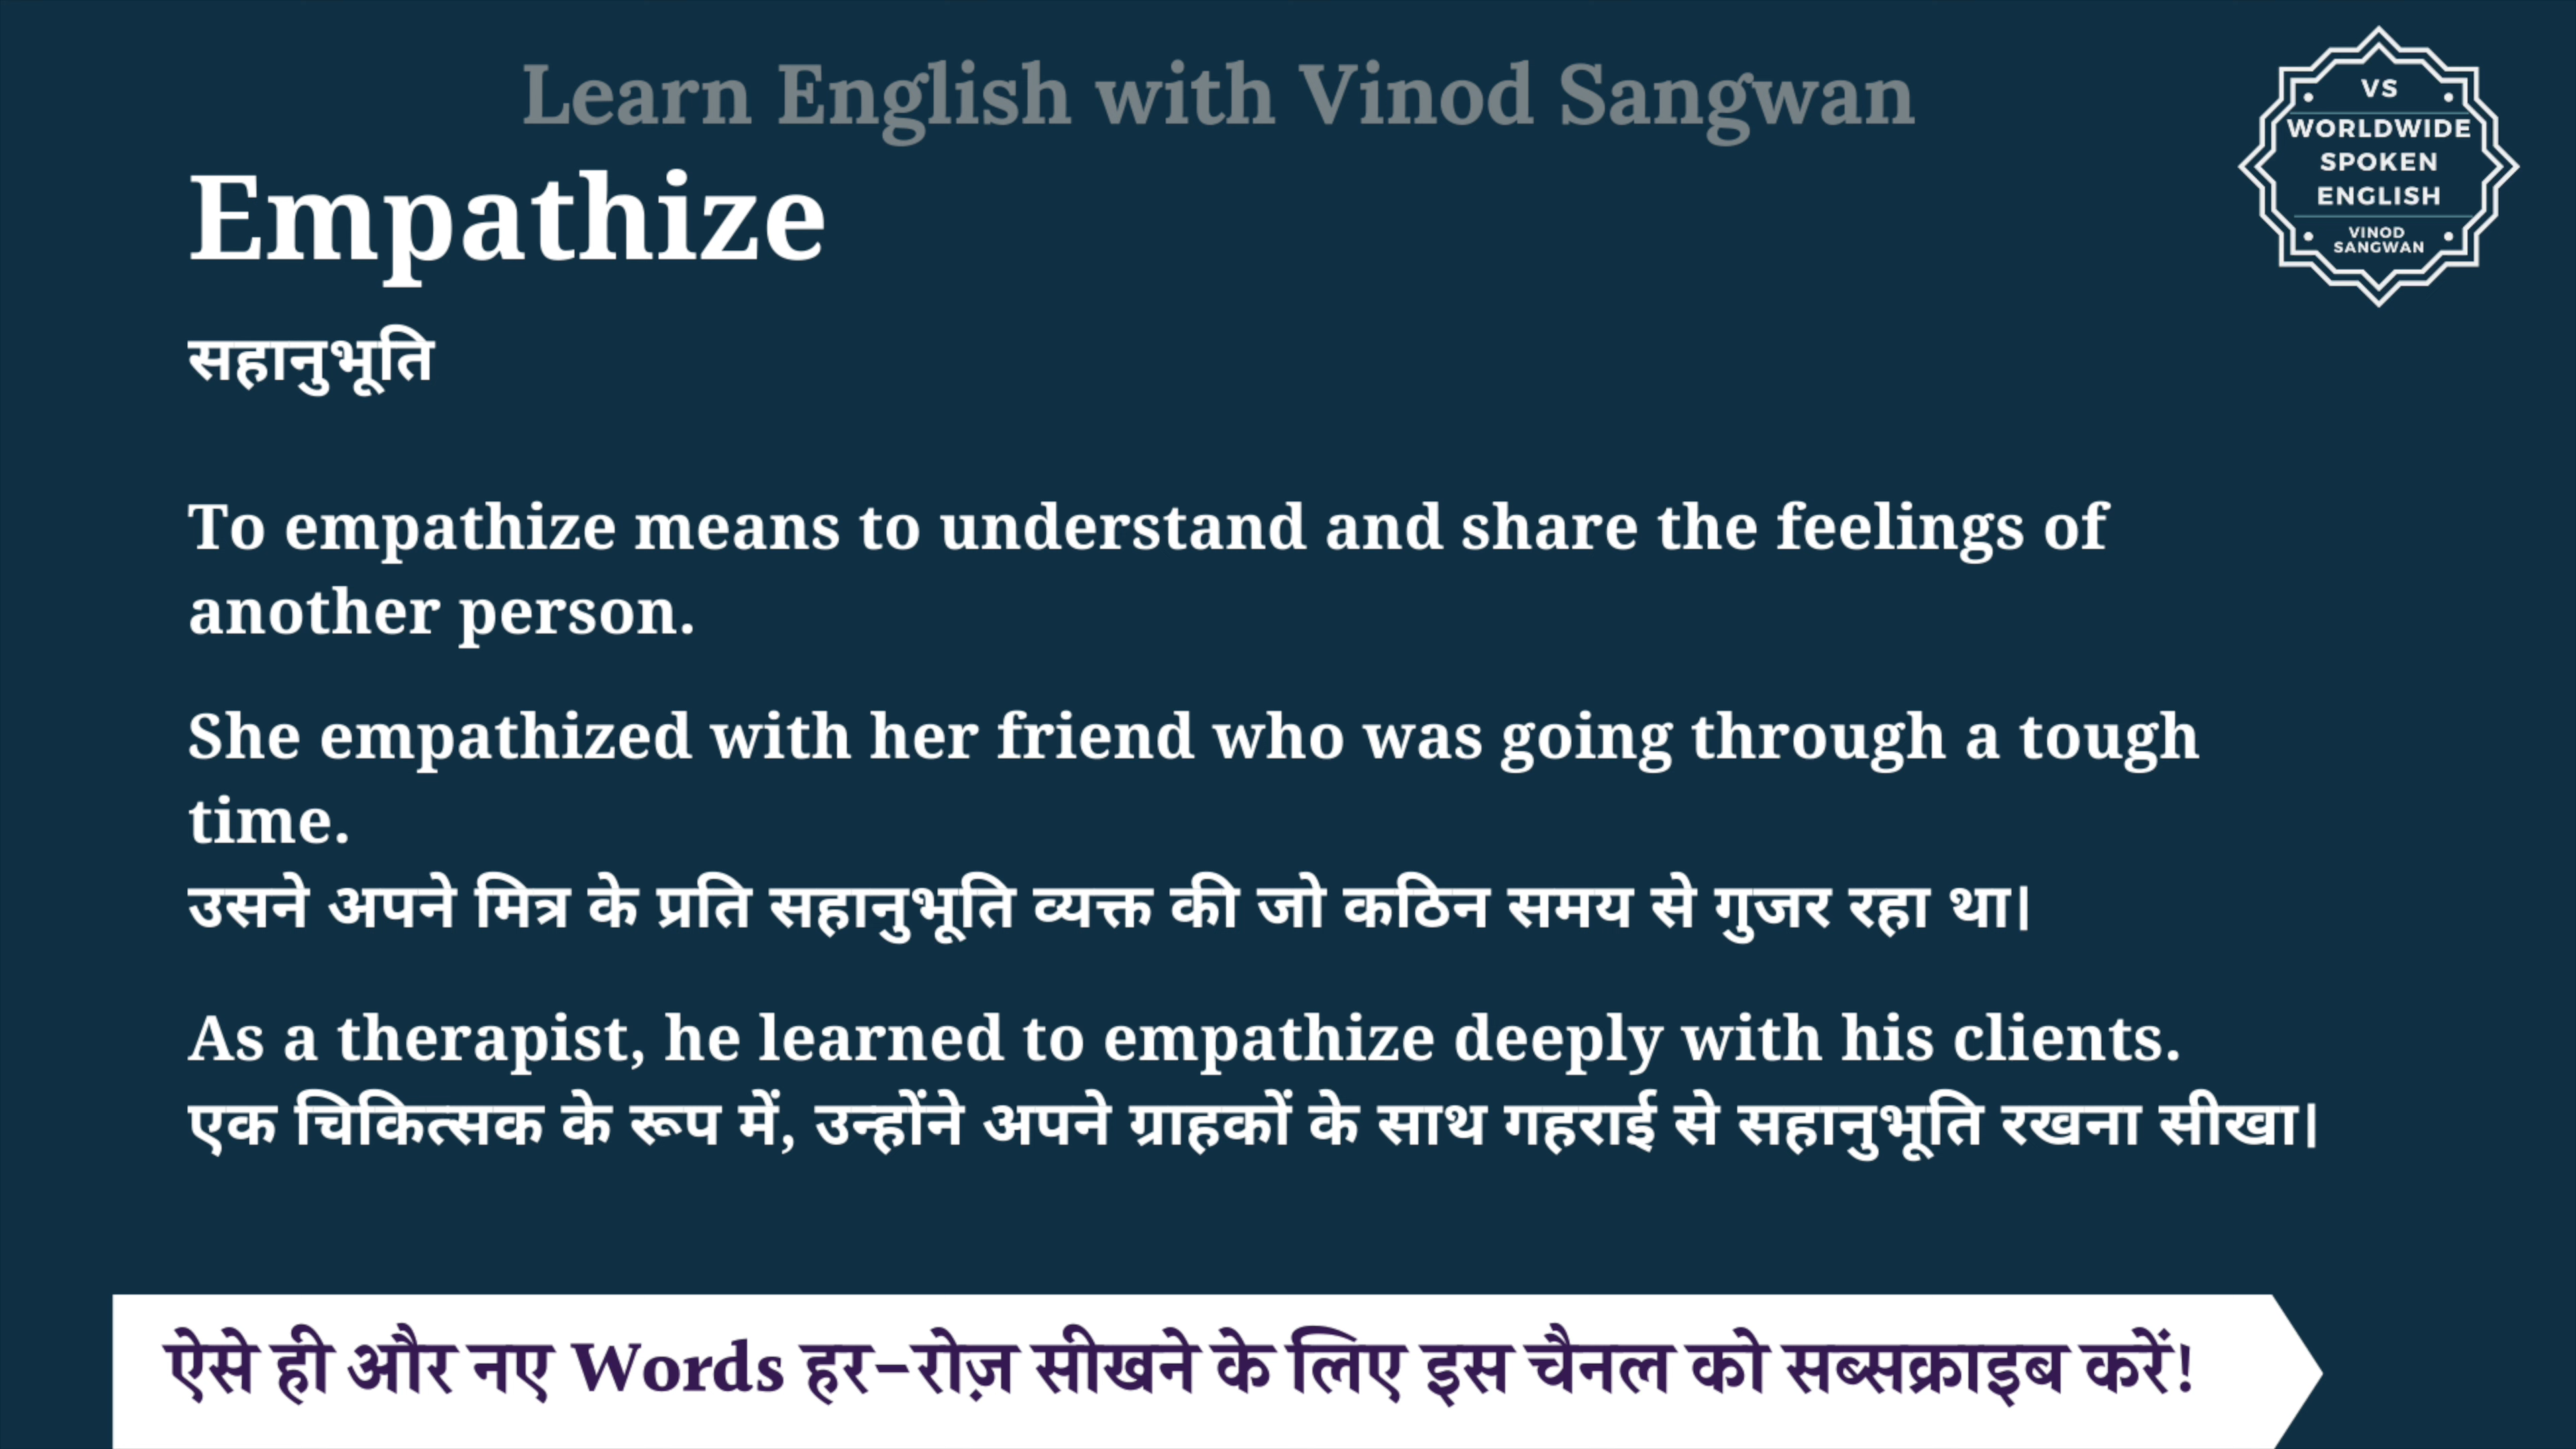 Learn English with Vinod Sangwan
VS
WORLDWIDE
SPOKEN
ENGLISH
VINOD
SANGWAN
Empathize
सहानुभूति
To empathize means to understand and share the feelings of
another person.
She empathized with her friend who was going through a tough
time.
उसने अपने मित्र के प्रति सहानुभूति व्यक्त की जो कठिन समय से गुजर रहा था।
As a therapist, he learned to empathize deeply with his clients.
एक चिकित्सक के रूप में, उन्होंने अपने ग्राहकों के साथ गहराई से सहानुभूति रखना सीखा।
ऐसे ही और नए Words हर-रोज़ सीखने के लिए इस चैनल को सब्सक्राइब करें!